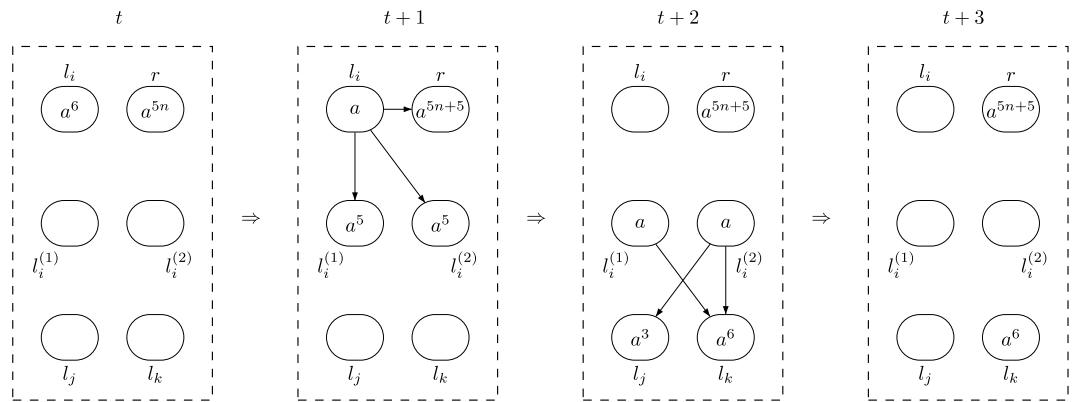 t t + 1 t + 2 t + 3
l_i r l_i r l_i r l_i r
a^6 a^{5n} a a^{5n+5} a^{5n+5} a^{5n+5}
⇒ ⇒ ⇒
a^5 a^5 a a
l_i^{(1)} l_i^{(2)} l_i^{(1)} l_i^{(2)} l_i^{(1)} l_i^{(2)} l_i^{(1)} l_i^{(2)}
a^3 a^6 a^6
l_j l_k l_j l_k l_j l_k l_j l_k